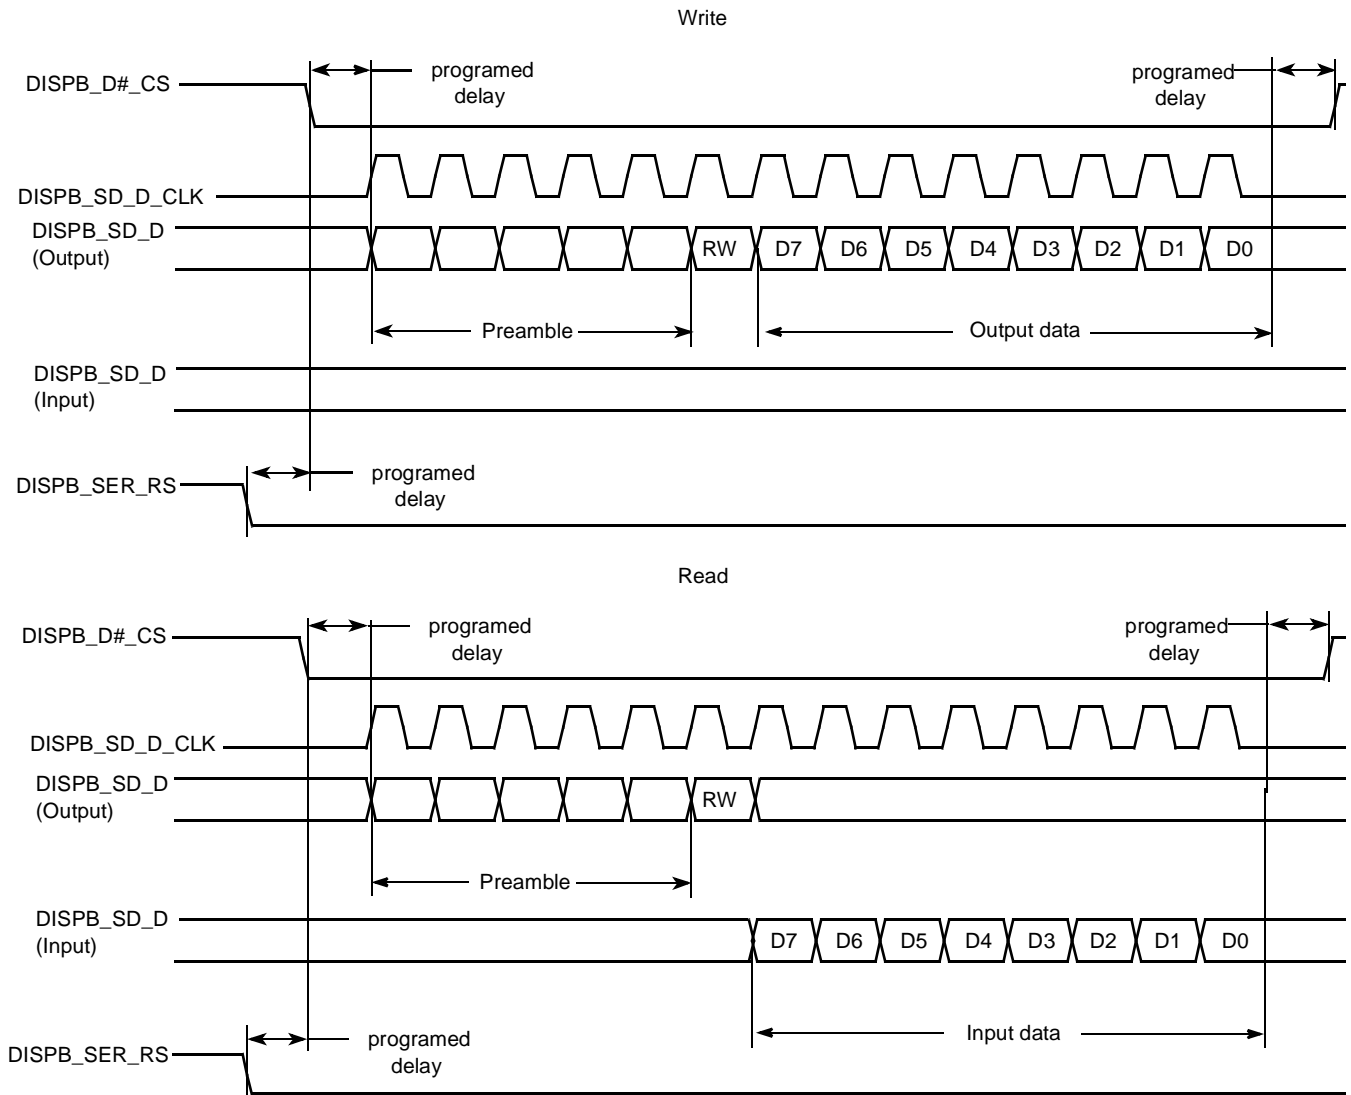 Write
programed
delay
programed
delay
DISPB_D#_CS
DISPB_SD_D_CLK
DISPB_SD_D
(Output)
RW D7 D6 D5 D4 D3 D2 D1 D0
Preamble
Output data
DISPB_SD_D
(Input)
programed
delay
DISPB_SER_RS
Read
programed
delay
programed
delay
DISPB_D#_CS
DISPB_SD_D_CLK
DISPB_SD_D
(Output)
RW
Preamble
DISPB_SD_D
(Input)
D7 D6 D5 D4 D3 D2 D1 D0
Input data
programed
delay
DISPB_SER_RS